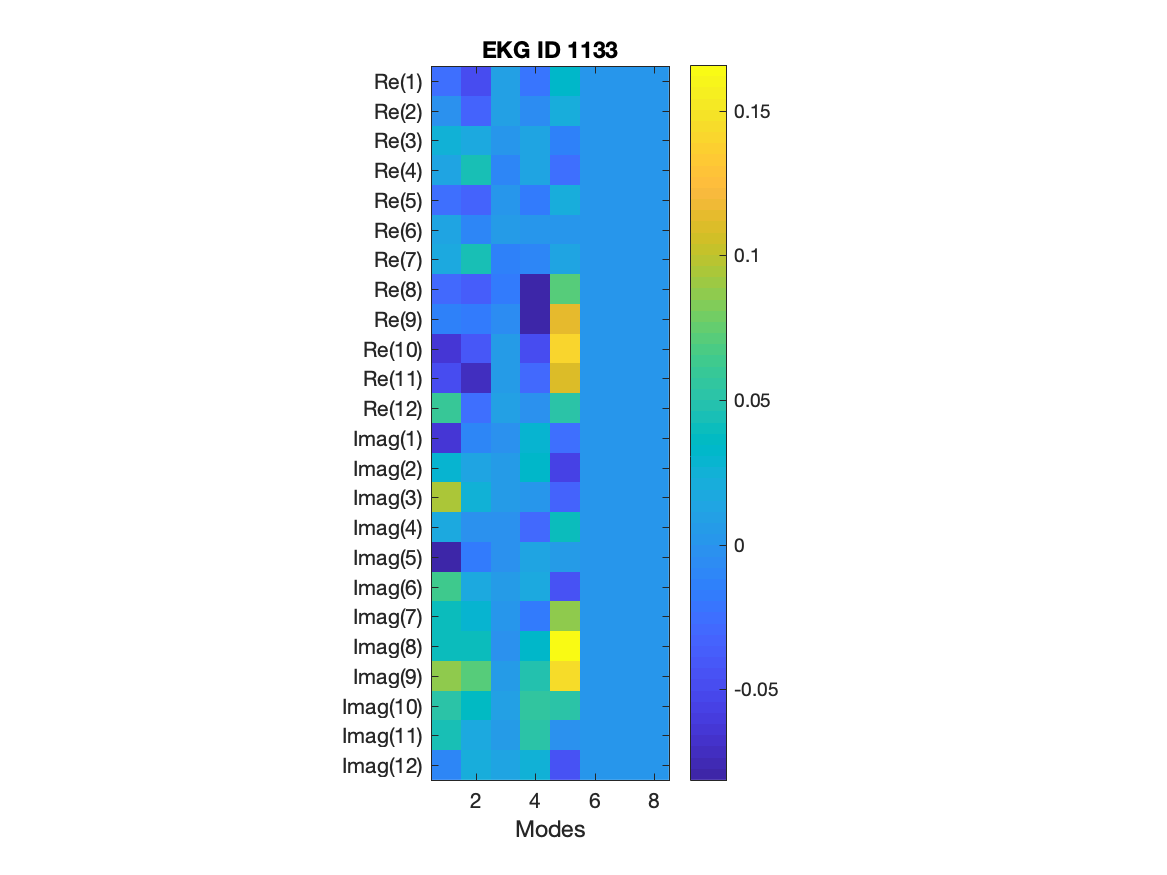 EKG ID 1133
Re(1)
Re(2)
Re(3)
Re(4)
Re(5)
Re(6)
Re(7)
Re(8)
Re(9)
Re(10)
Re(11)
Re(12)
Imag(1)
Imag(2)
Imag(3)
Imag(4)
Imag(5)
Imag(6)
Imag(7)
Imag(8)
Imag(9)
Imag(10)
Imag(11)
Imag(12)
2 4 6 8
Modes
0.15
0.1
0.05
0
-0.05